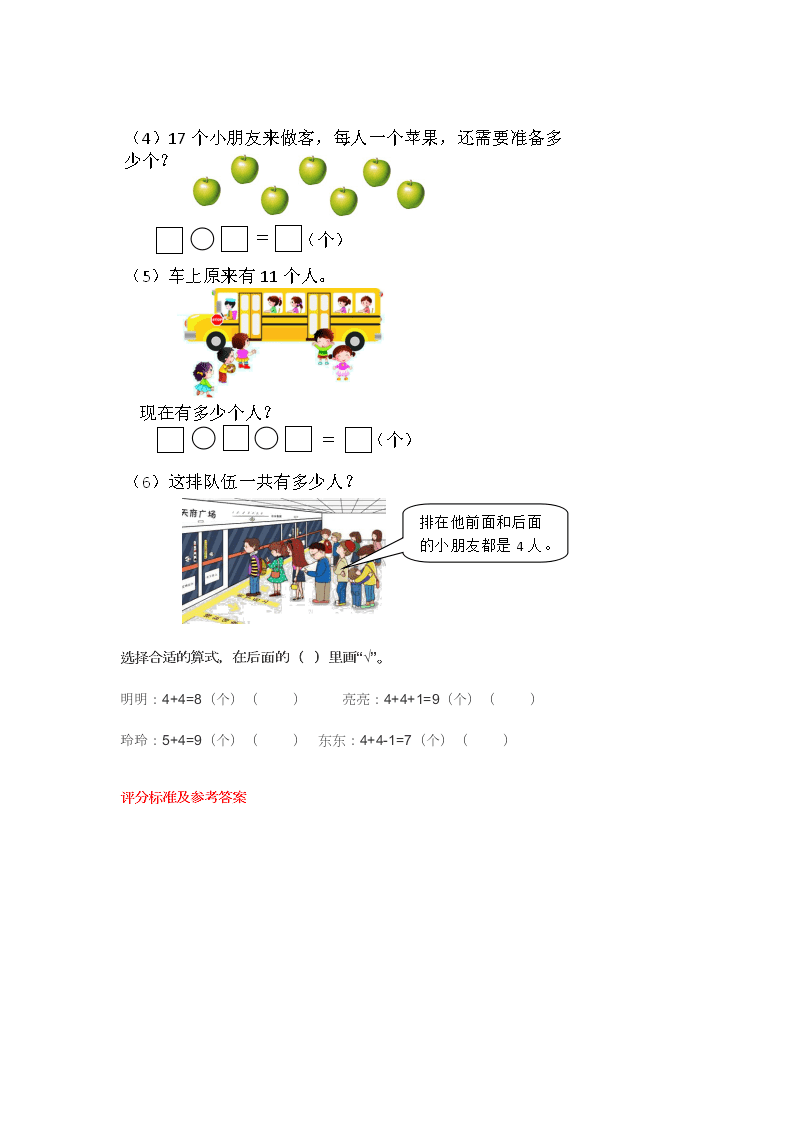 （4）17 个小朋友来做客，每人一个苹果，还需要准备多
少个？
□○□＝□（个）
（5）车上原来有 11 个人。
现在有多少个人？
□○□○□＝□（个）
（6）这排队伍一共有多少人？
天府广场
排在他前面和后面
的小朋友都是 4 人。
选择合适的算式，在后面的（ ）里画“√”。
明明：4+4=8（个）（ ） 亮亮：4+4+1=9（个）（ ）
玲玲：5+4=9（个）（ ） 东东：4+4-1=7（个）（ ）
评分标准及参考答案